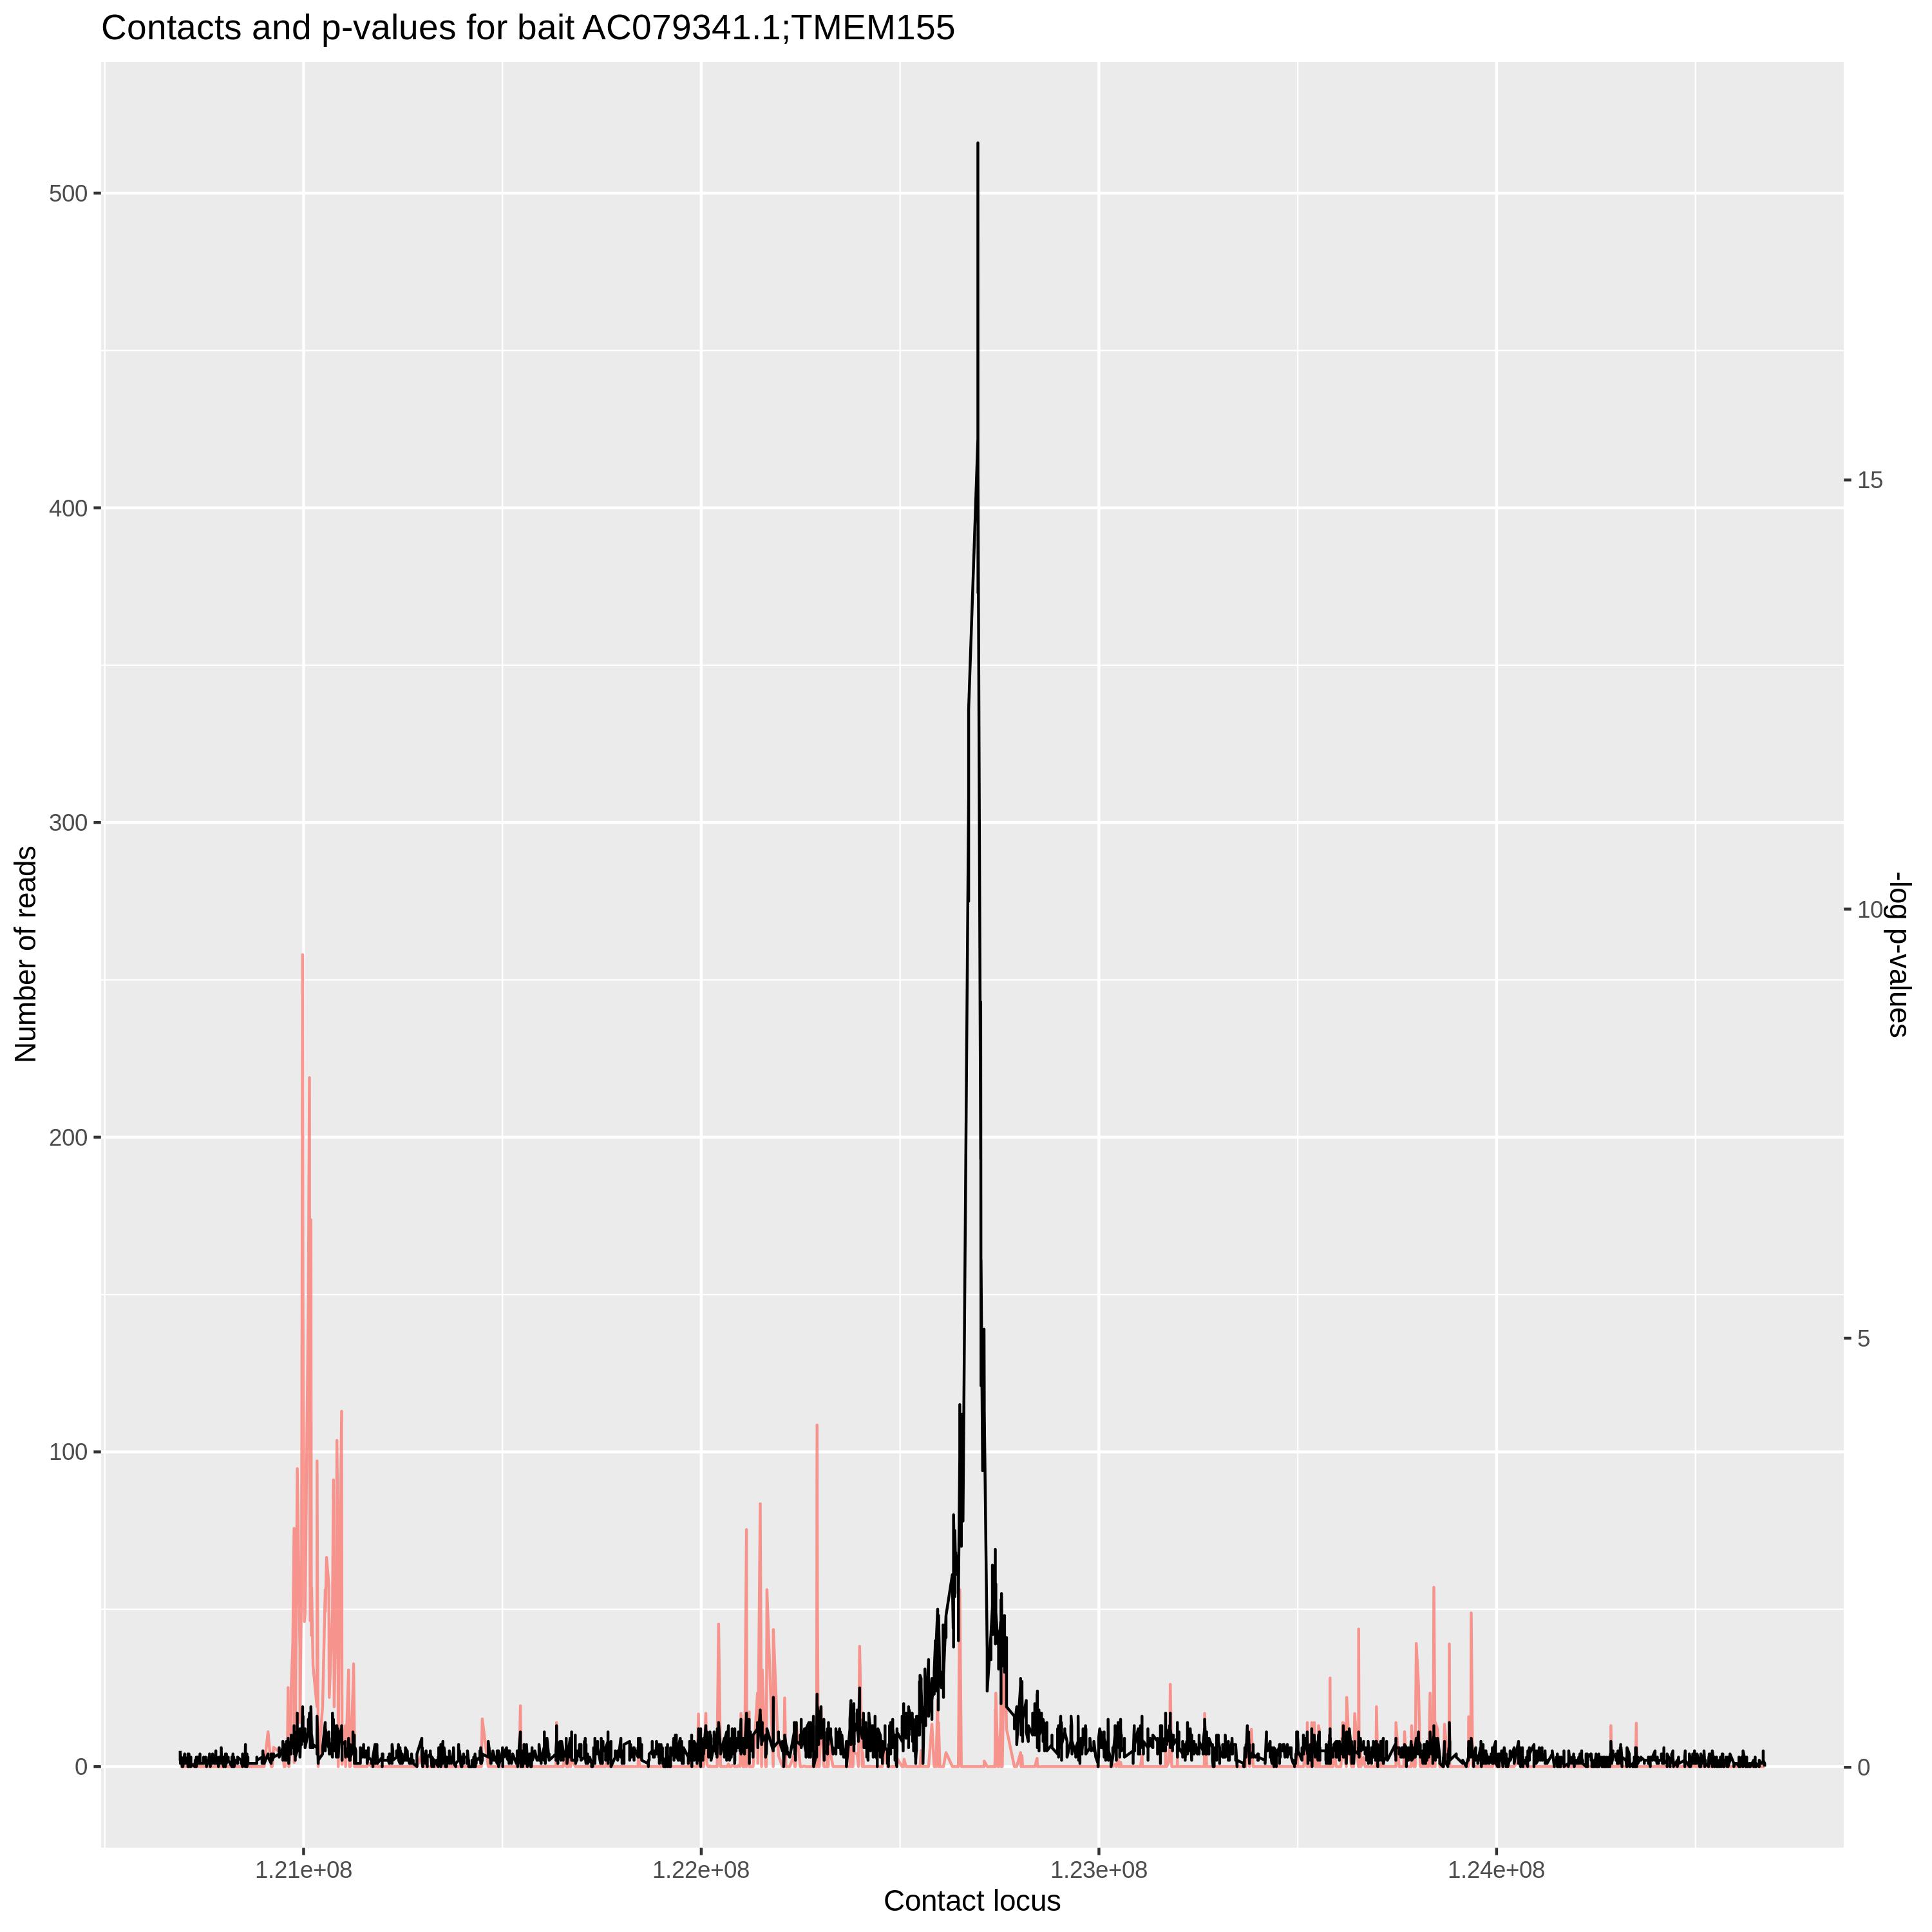 Contacts and p-values for bait AC079341.1;TMEM155
500
400
300
200
100
0
Number of reads
15
10
5
0
-log p-values
1.21e+08 1.22e+08 1.23e+08 1.24e+08
Contact locus